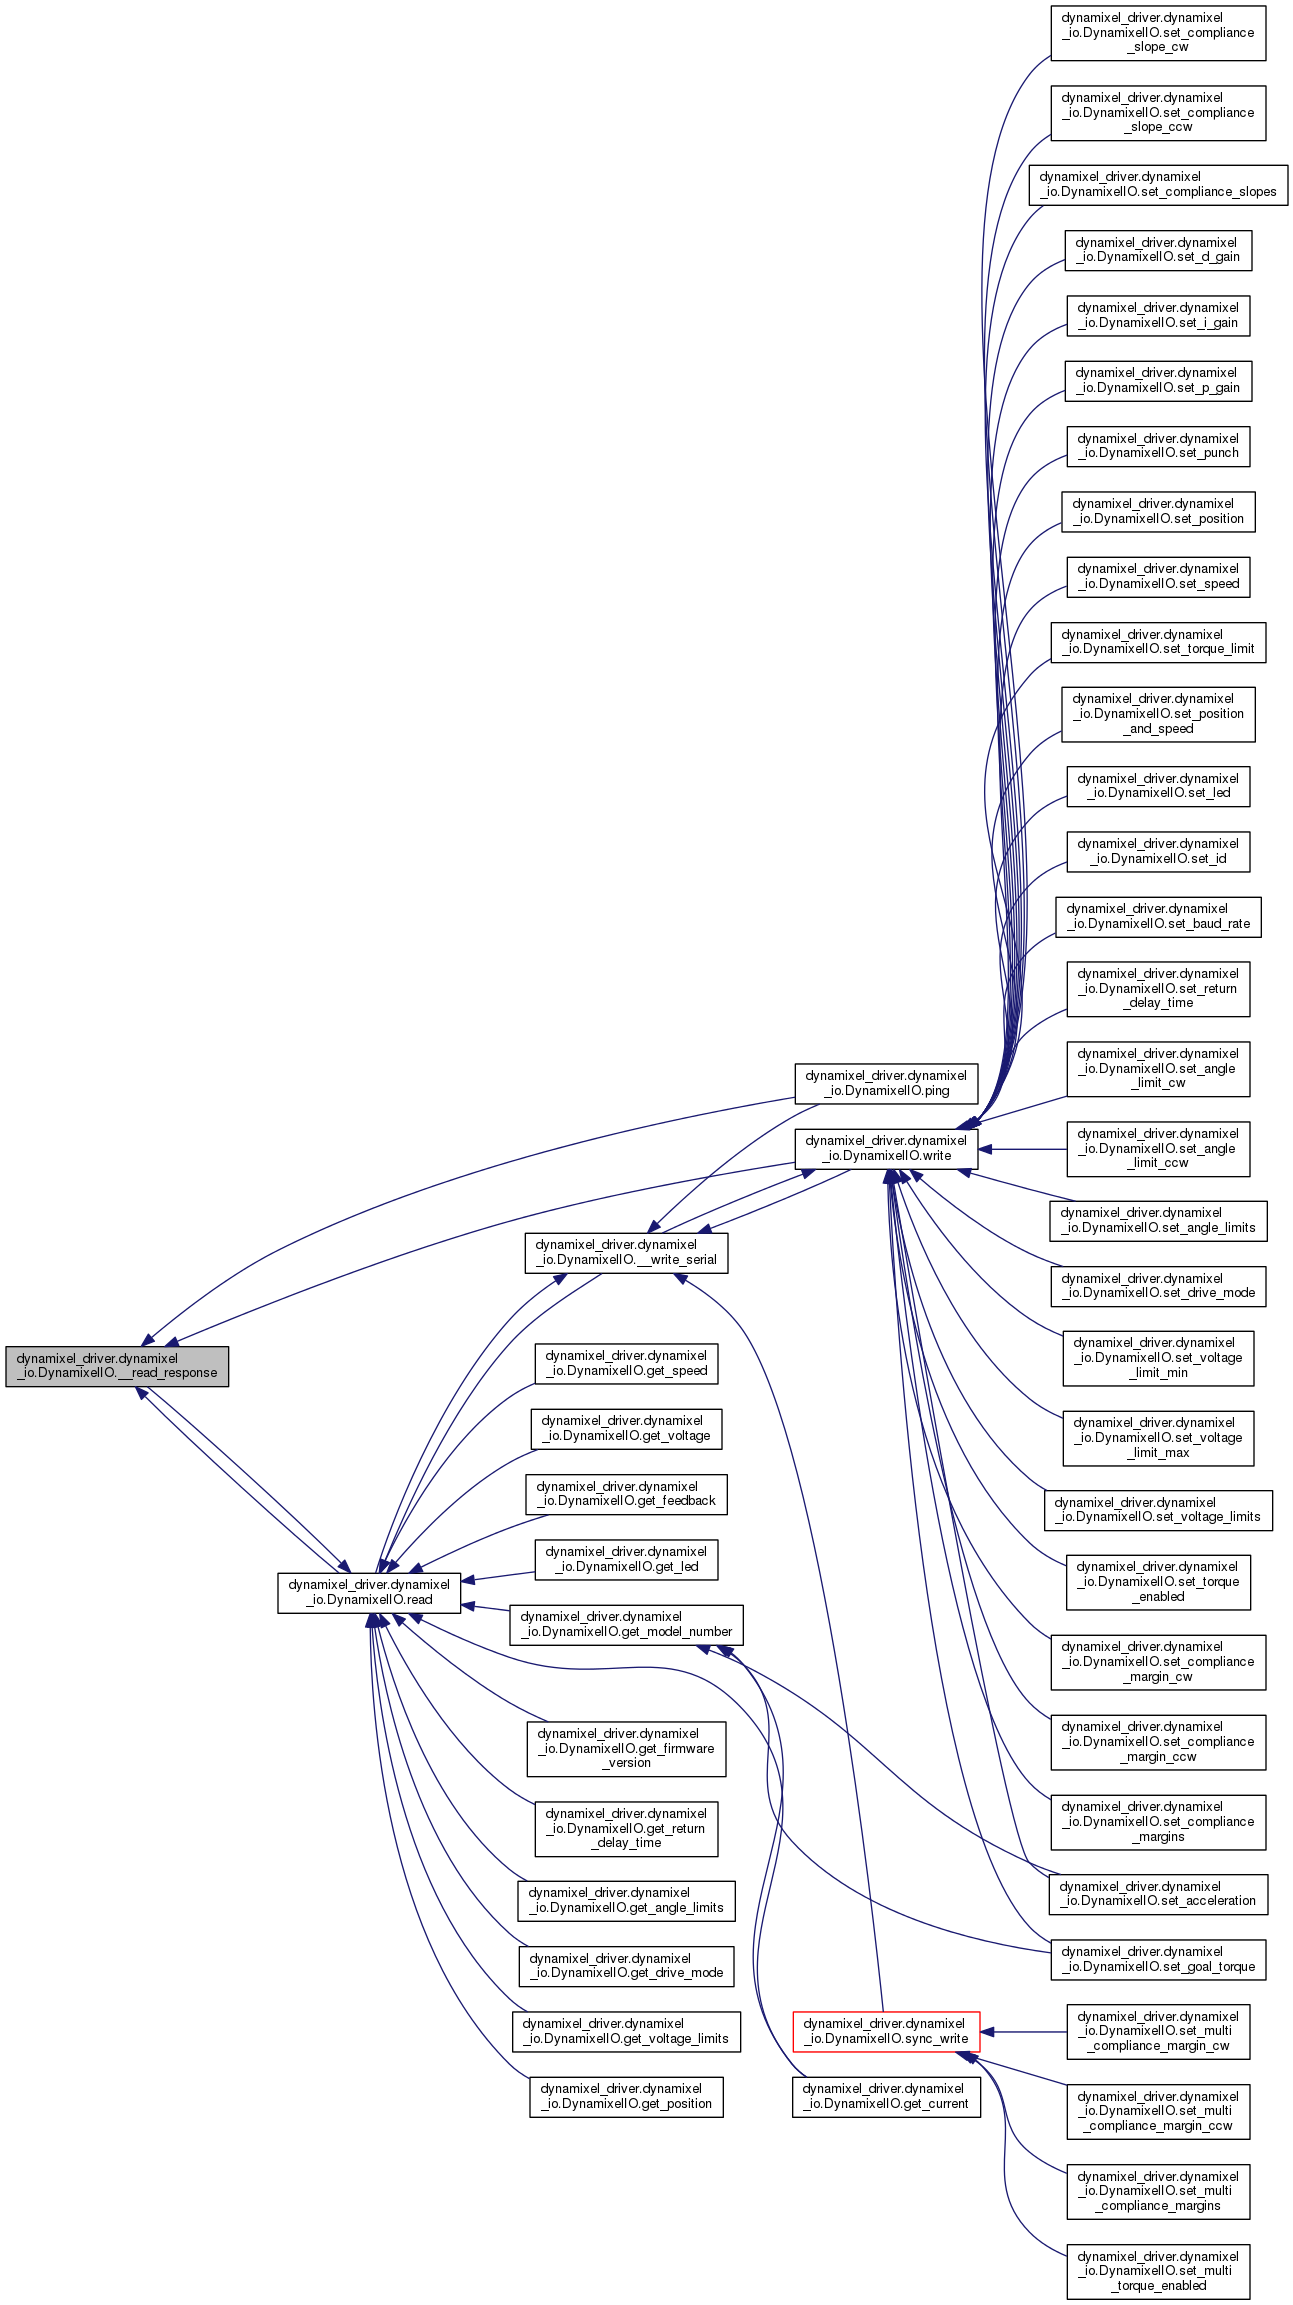 dynamixel_driver.dynamixel
_io.DynamixelIO.set_compliance
_slope_cw
dynamixel_driver.dynamixel
_io.DynamixelIO.set_compliance
_slope_ccw
dynamixel_driver.dynamixel
_io.DynamixelIO.set_compliance_slopes
dynamixel_driver.dynamixel
_io.DynamixelIO.set_d_gain
dynamixel_driver.dynamixel
_io.DynamixelIO.set_i_gain
dynamixel_driver.dynamixel
_io.DynamixelIO.set_p_gain
dynamixel_driver.dynamixel
_io.DynamixelIO.set_punch
dynamixel_driver.dynamixel
_io.DynamixelIO.set_position
dynamixel_driver.dynamixel
_io.DynamixelIO.set_speed
dynamixel_driver.dynamixel
_io.DynamixelIO.set_torque_limit
dynamixel_driver.dynamixel
_io.DynamixelIO.set_position
_and_speed
dynamixel_driver.dynamixel
_io.DynamixelIO.set_led
dynamixel_driver.dynamixel
_io.DynamixelIO.set_id
dynamixel_driver.dynamixel
_io.DynamixelIO.set_baud_rate
dynamixel_driver.dynamixel
_io.DynamixelIO.set_return
_delay_time
dynamixel_driver.dynamixel
_io.DynamixelIO.set_angle
_limit_cw
dynamixel_driver.dynamixel
_io.DynamixelIO.ping
dynamixel_driver.dynamixel
_io.DynamixelIO.write
dynamixel_driver.dynamixel
_io.DynamixelIO.set_angle
_limit_ccw
dynamixel_driver.dynamixel
_io.DynamixelIO.set_angle_limits
dynamixel_driver.dynamixel
_io.DynamixelIO.__write_serial
dynamixel_driver.dynamixel
_io.DynamixelIO.set_drive_mode
dynamixel_driver.dynamixel
_io.DynamixelIO.set_voltage
_limit_min
dynamixel_driver.dynamixel
_io.DynamixelIO.__read_response
dynamixel_driver.dynamixel
_io.DynamixelIO.get_speed
dynamixel_driver.dynamixel
_io.DynamixelIO.get_voltage
dynamixel_driver.dynamixel
_io.DynamixelIO.set_voltage
_limit_max
dynamixel_driver.dynamixel
_io.DynamixelIO.get_feedback
dynamixel_driver.dynamixel
_io.DynamixelIO.set_voltage_limits
dynamixel_driver.dynamixel
_io.DynamixelIO.get_led
dynamixel_driver.dynamixel
_io.DynamixelIO.set_torque
_enabled
dynamixel_driver.dynamixel
_io.DynamixelIO.read
dynamixel_driver.dynamixel
_io.DynamixelIO.get_model_number
dynamixel_driver.dynamixel
_io.DynamixelIO.set_compliance
_margin_cw
dynamixel_driver.dynamixel
_io.DynamixelIO.set_compliance
_margin_ccw
dynamixel_driver.dynamixel
_io.DynamixelIO.get_firmware
_version
dynamixel_driver.dynamixel
_io.DynamixelIO.set_compliance
_margins
dynamixel_driver.dynamixel
_io.DynamixelIO.get_return
_delay_time
dynamixel_driver.dynamixel
_io.DynamixelIO.set_acceleration
dynamixel_driver.dynamixel
_io.DynamixelIO.get_angle_limits
dynamixel_driver.dynamixel
_io.DynamixelIO.set_goal_torque
dynamixel_driver.dynamixel
_io.DynamixelIO.get_drive_mode
dynamixel_driver.dynamixel
_io.DynamixelIO.get_voltage_limits
dynamixel_driver.dynamixel
_io.DynamixelIO.sync_write
dynamixel_driver.dynamixel
_io.DynamixelIO.set_multi
_compliance_margin_cw
dynamixel_driver.dynamixel
_io.DynamixelIO.get_position
dynamixel_driver.dynamixel
_io.DynamixelIO.get_current
dynamixel_driver.dynamixel
_io.DynamixelIO.set_multi
_compliance_margin_ccw
dynamixel_driver.dynamixel
_io.DynamixelIO.set_multi
_compliance_margins
dynamixel_driver.dynamixel
_io.DynamixelIO.set_multi
_torque_enabled